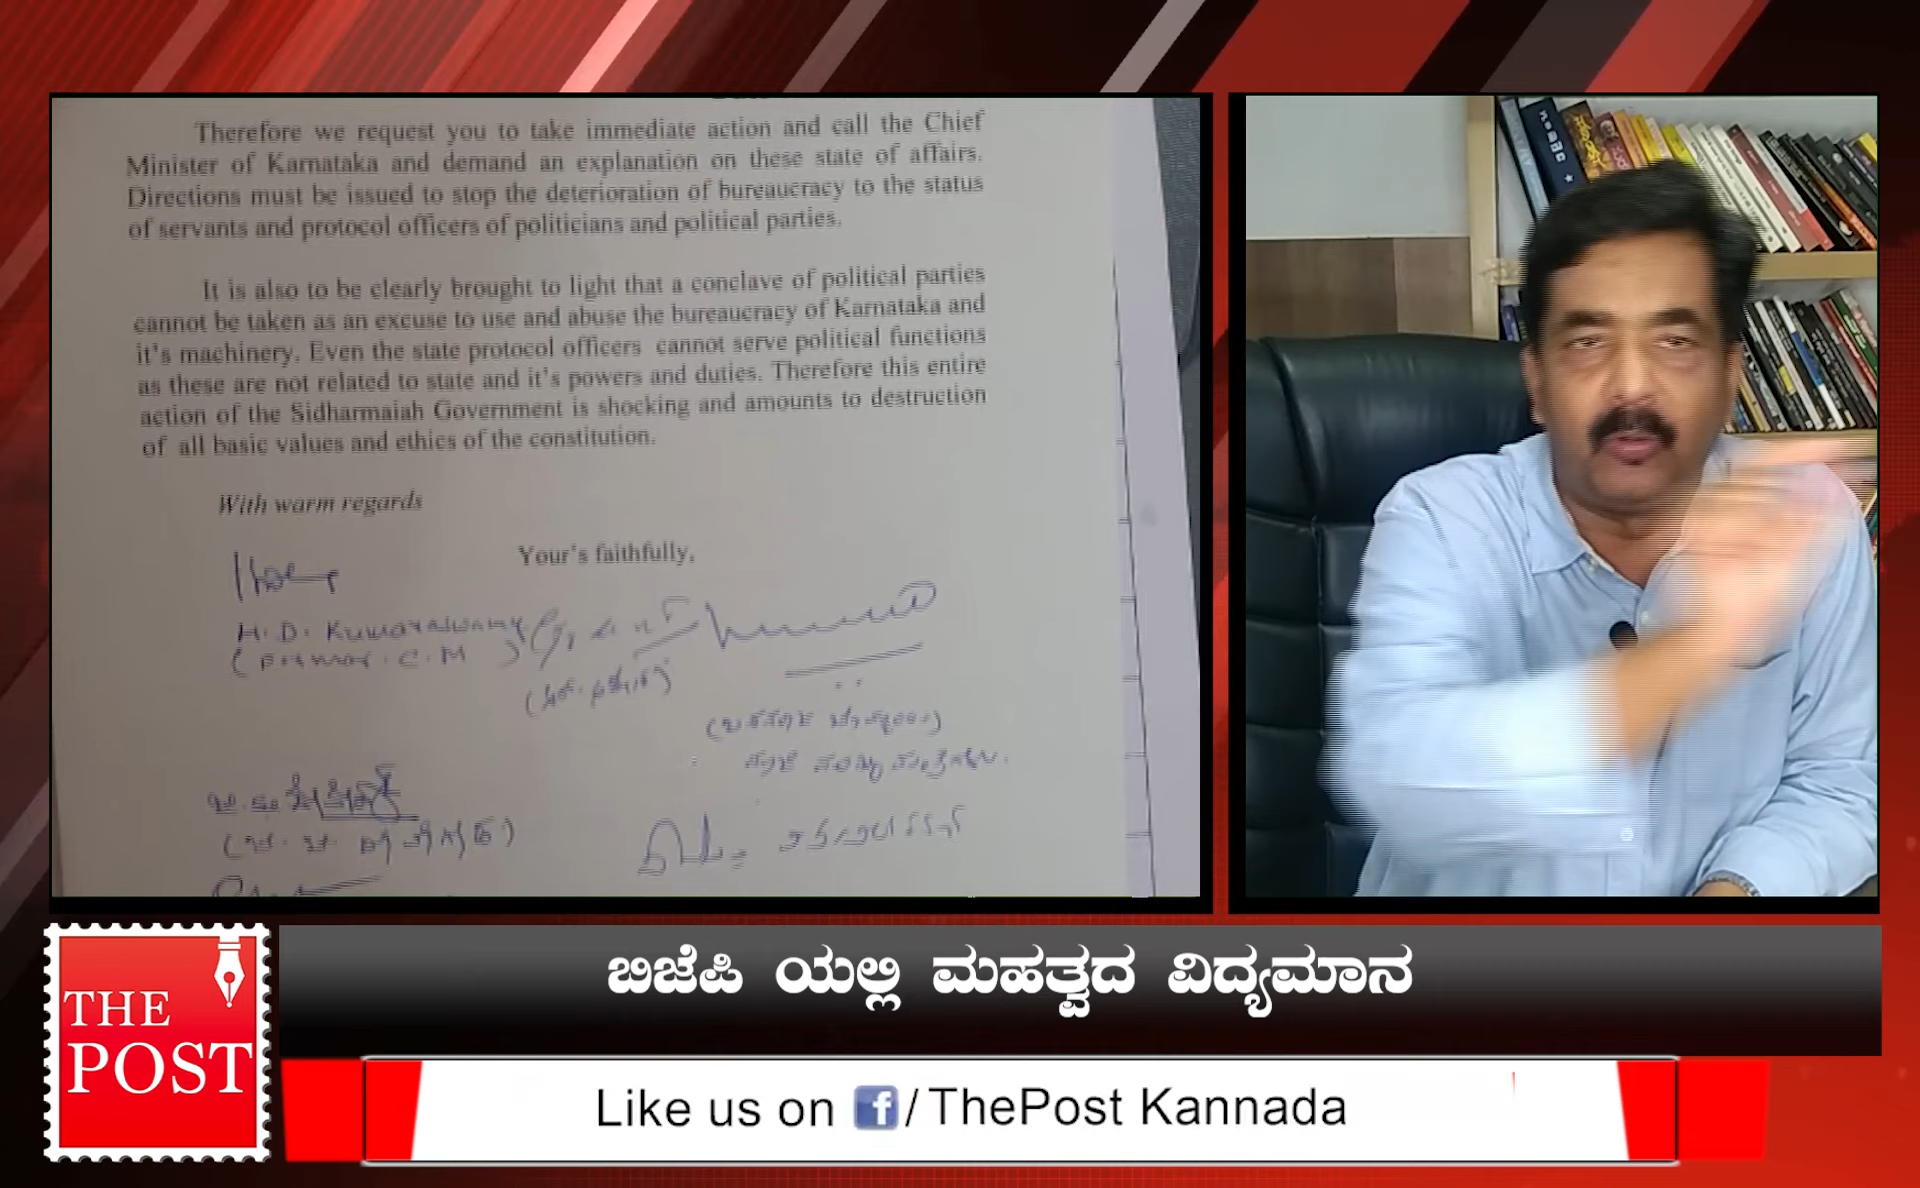 Therefore we request you to take immediate action and call the Chief
Minister of Karnataka and demand an explanation on these state of affairs.
Directions must be issued to stop the deterioration of bureaucracy to the status
of servants and protocol officers of politicians and political parties.
It is also to be clearly brought to light that a conclave of political parties
cannot be taken as an excuse to use and abuse the bureaucracy of Karnataka and
it's machinery. Even the state protocol officers cannot serve political functions
as these are not related to state and it's powers and duties. Therefore this entire
action of the Sidharmaiah Government is shocking and amounts to destruction
of all basic values and ethics of the constitution.
With warm regards
Your's faithfully,
H.D. Kumaraswamy
C.M
THE
POST
ಬಿಜೆಪಿ ಯಲ್ಲಿ ಮಹತ್ವದ ವಿದ್ಯಮಾನ
Like us on f/ThePost Kannada